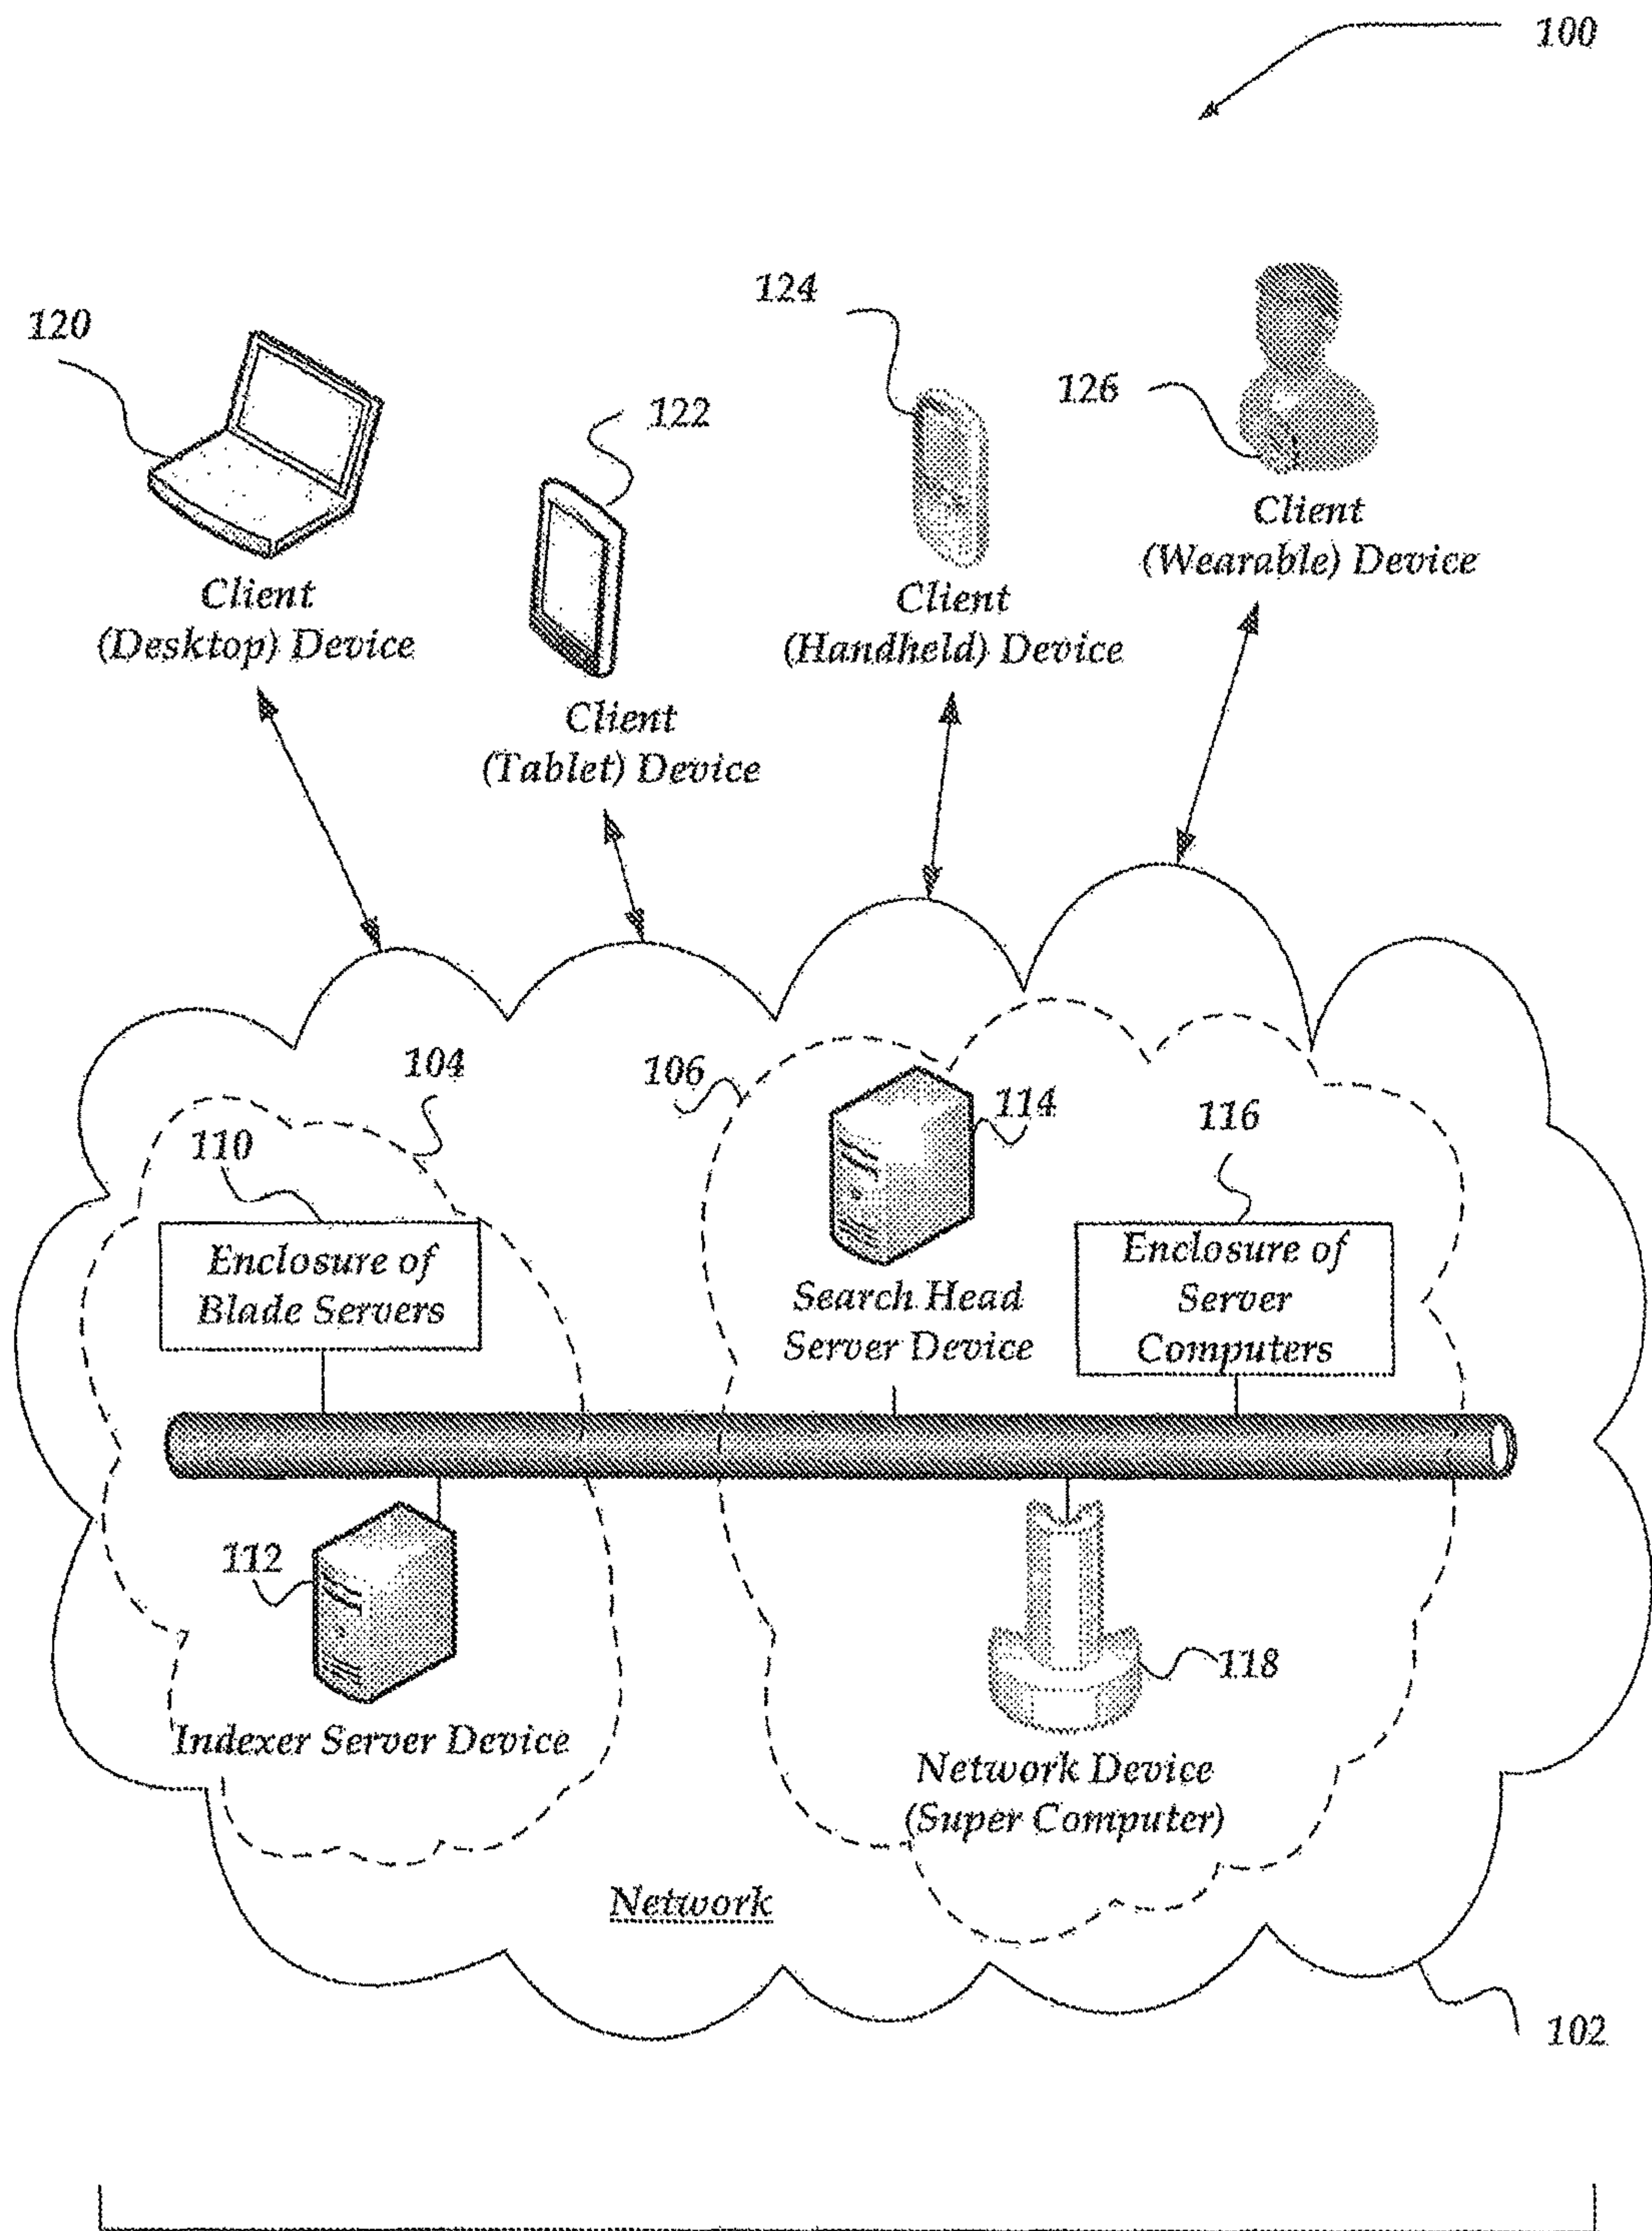 100
124
120
126
122
Client
(Wearable) Device
Client
(Desktop) Device
Client
(Handheld) Device
Client
(Tablet) Device
104
106
114
116
110
Enclosure of
Blade Servers
Search Head
Server Device
Enclosure of
Server
Computers
112
118
Indexer Server Device
Network Device
(Super Computer)
Network
102